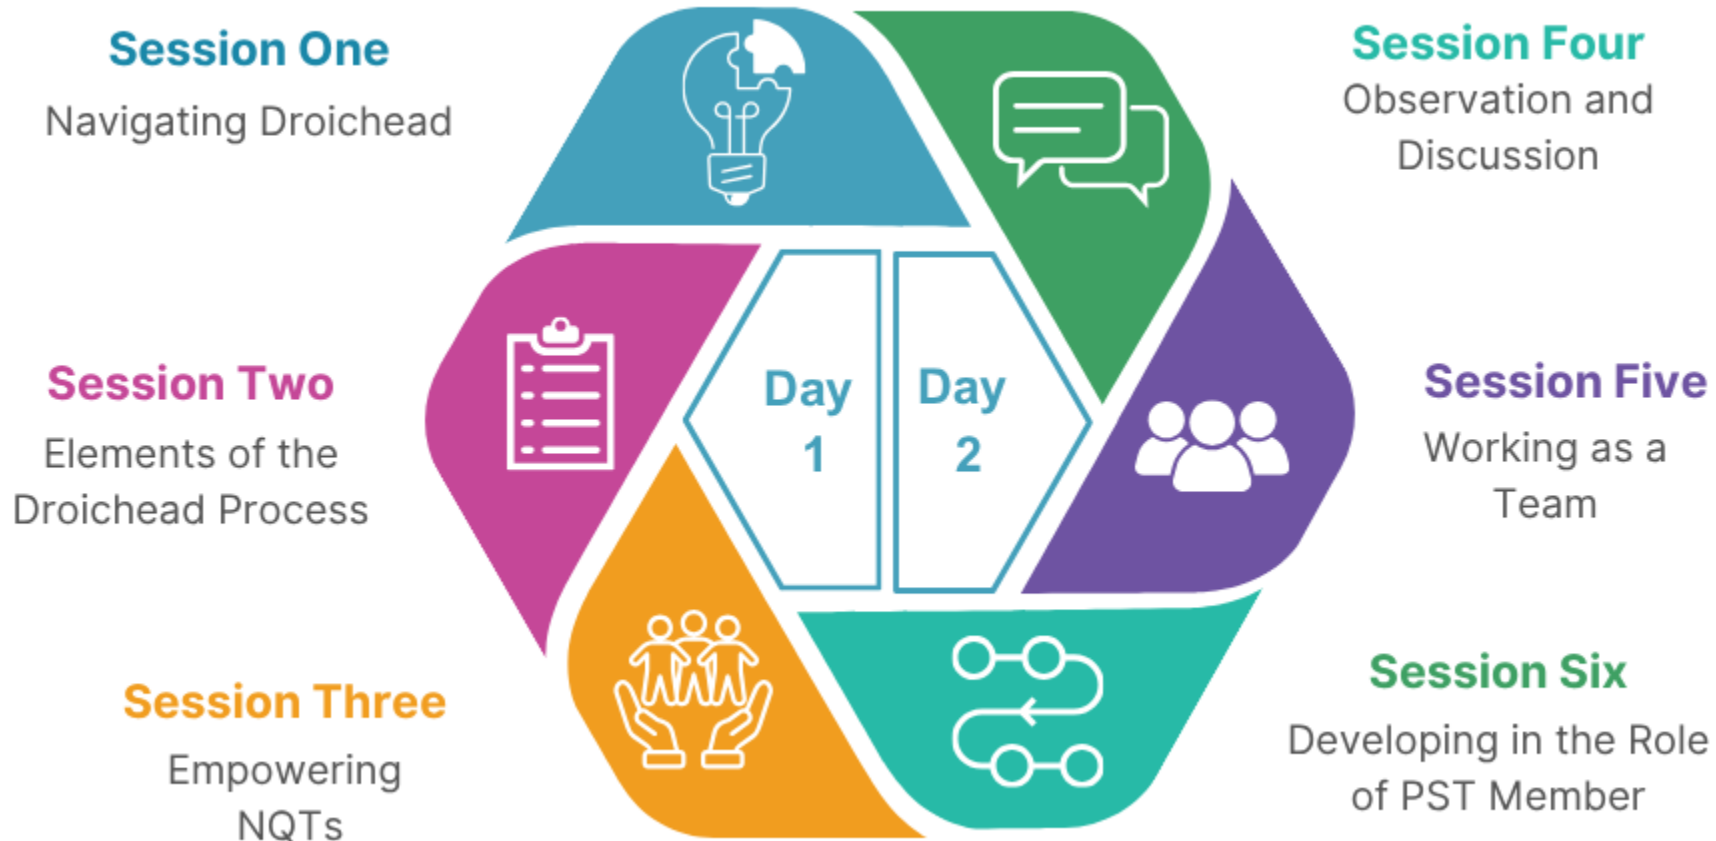 Session One
Navigating Droichead
Session Two
Elements of the
Droichead Process
Session Three
Empowering
NQTs
Day
1
Day
2
Session Four
Observation and
Discussion
Session Five
Working as a
Team
Session Six
Developing in the Role
of PST Member